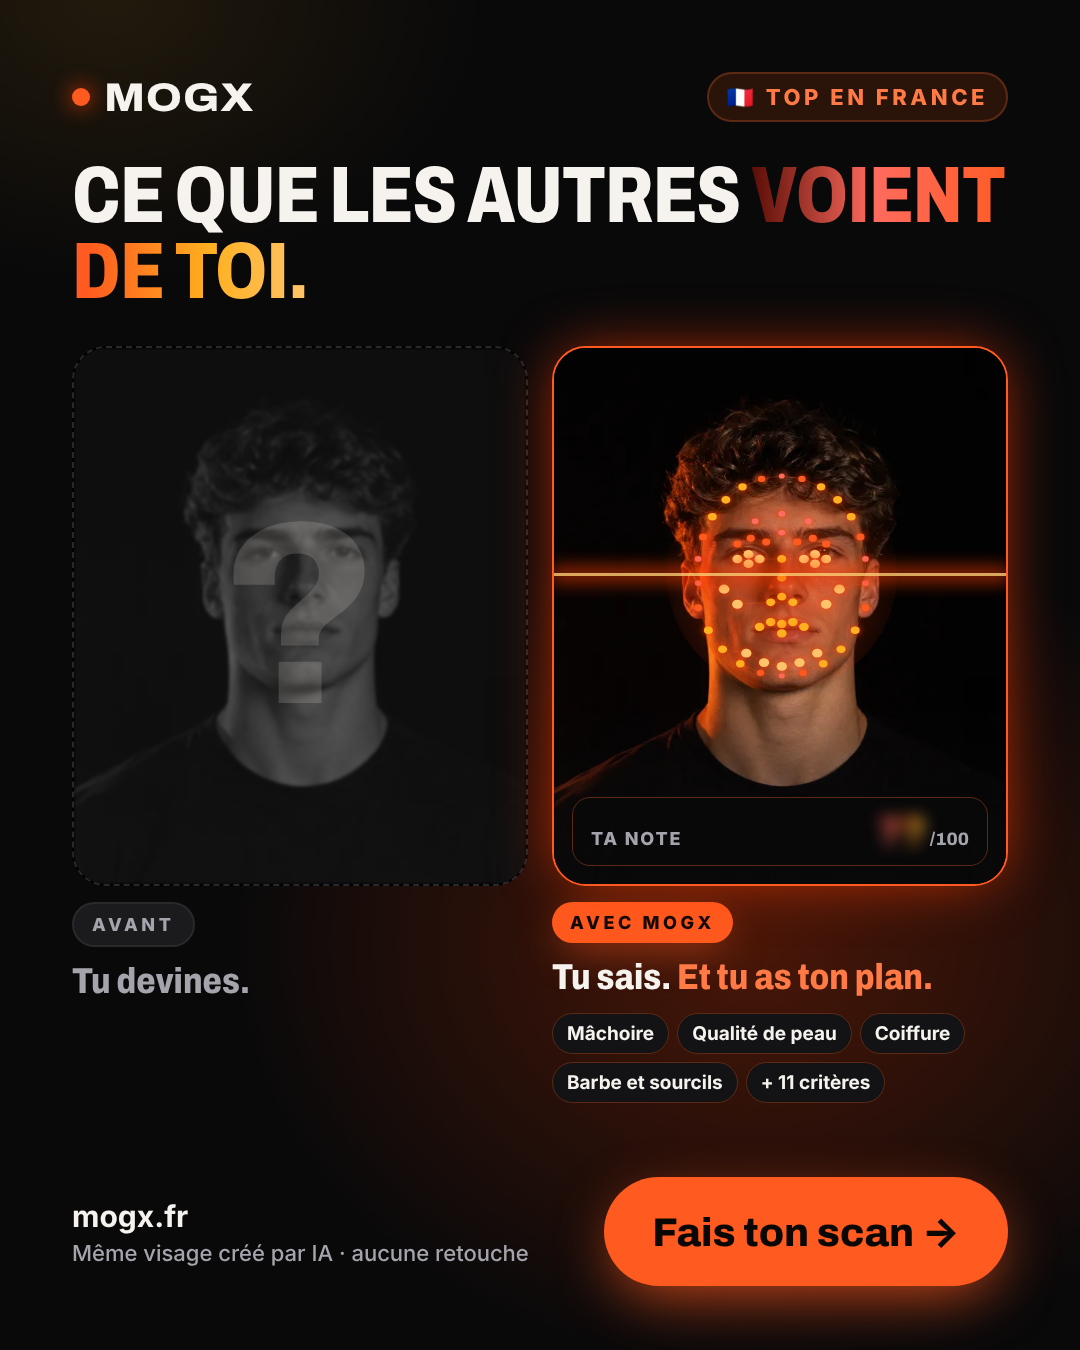 MOGX
🇫🇷 TOP EN FRANCE
CE QUE LES AUTRES VOIENT
DE TOI.
?
TA NOTE
/100
AVANT
Tu devines.
AVEC MOGX
Tu sais. Et tu as ton plan.
Mâchoire
Qualité de peau
Coiffure
Barbe et sourcils
+ 11 critères
mogx.fr
Même visage créé par IA · aucune retouche
Fais ton scan →